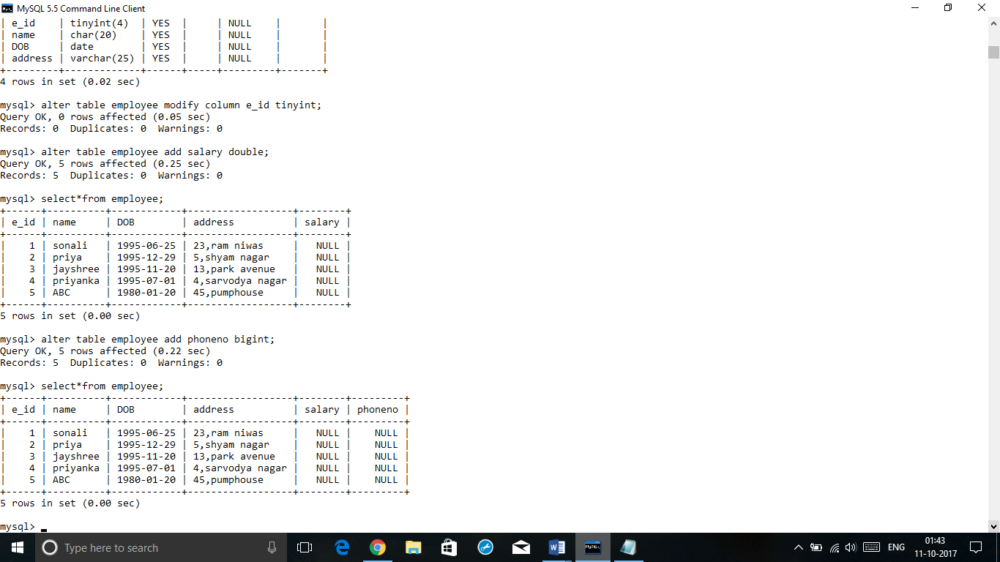 MySQL 5.5 Command Line Client
| e_id    | tinyint(4)  | YES  |     | NULL    |       |
| name    | char(20)    | YES  |     | NULL    |       |
| DOB     | date        | YES  |     | NULL    |       |
| address | varchar(25) | YES  |     | NULL    |       |
+---------+-------------+------+-----+---------+-------+
4 rows in set (0.02 sec)
mysql> alter table employee modify column e_id tinyint;
Query OK, 0 rows affected (0.05 sec)
Records: 0  Duplicates: 0  Warnings: 0
mysql> alter table employee add salary double;
Query OK, 5 rows affected (0.25 sec)
Records: 5  Duplicates: 0  Warnings: 0
mysql> select*from employee;
+------+----------+------------+------------------+--------+
| e_id | name     | DOB        | address          | salary |
+------+----------+------------+------------------+--------+
|    1 | sonali   | 1995-06-25 | 23,ram niwas     |   NULL |
|    2 | priya    | 1995-12-29 | 5,shyam nagar    |   NULL |
|    3 | jayshree | 1995-11-20 | 13,park avenue   |   NULL |
|    4 | priyanka | 1995-07-01 | 4,sarvodya nagar |   NULL |
|    5 | ABC      | 1980-01-20 | 45,pumphouse     |   NULL |
+------+----------+------------+------------------+--------+
5 rows in set (0.00 sec)
mysql> alter table employee add phoneno bigint;
Query OK, 5 rows affected (0.22 sec)
Records: 5  Duplicates: 0  Warnings: 0
mysql> select*from employee;
+------+----------+------------+------------------+--------+---------+
| e_id | name     | DOB        | address          | salary | phoneno |
+------+----------+------------+------------------+--------+---------+
|    1 | sonali   | 1995-06-25 | 23,ram niwas     |   NULL |    NULL |
|    2 | priya    | 1995-12-29 | 5,shyam nagar    |   NULL |    NULL |
|    3 | jayshree | 1995-11-20 | 13,park avenue   |   NULL |    NULL |
|    4 | priyanka | 1995-07-01 | 4,sarvodya nagar |   NULL |    NULL |
|    5 | ABC      | 1980-01-20 | 45,pumphouse     |   NULL |    NULL |
+------+----------+------------+------------------+--------+---------+
5 rows in set (0.00 sec)
mysql> _
Type here to search
ENG
01:43
11-10-2017